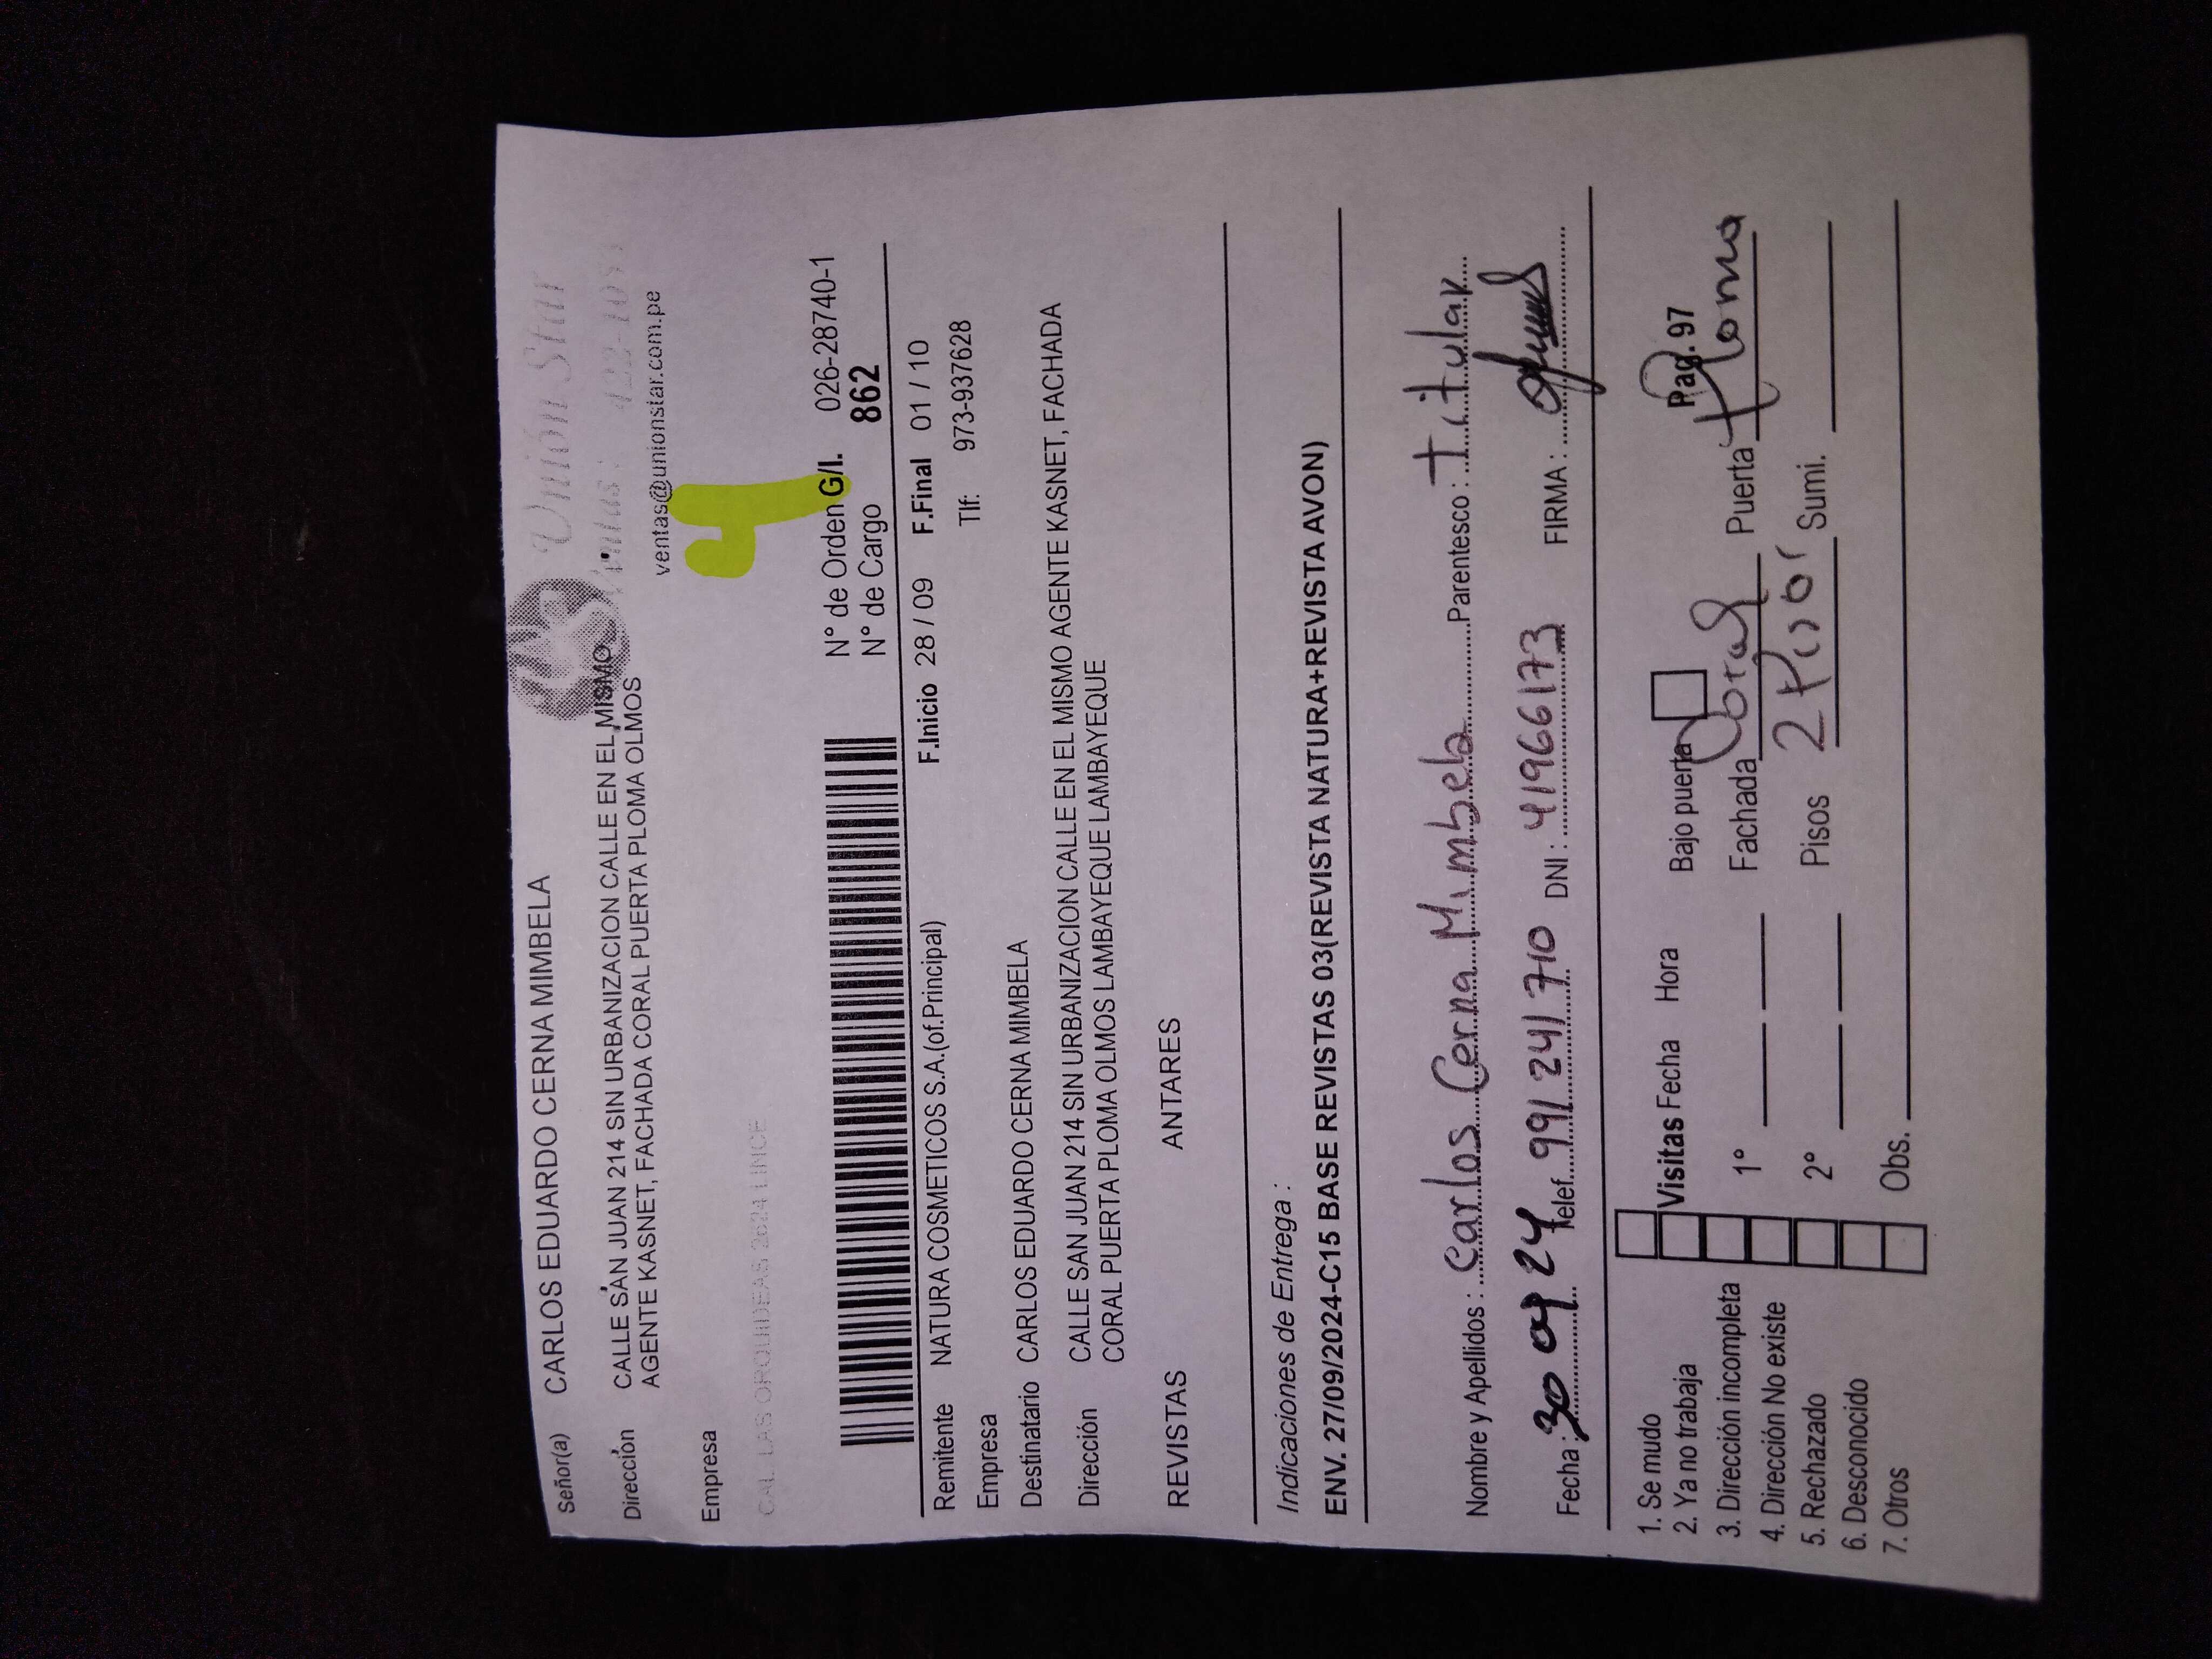 Señor(a) CARLOS EDUARDO CERNA MIMBELA
Unión Star
Dirección CALLE SAN JUAN 214 SIN URBANIZACION CALLE EN EL MISMO
AGENTE KASNET, FACHADA CORAL PUERTA PLOMA OLMOS
ventas@unionstar.com.pe
Empresa
4
CAL. LAS ORQUIDEAS 2624 LINCE
N° de Orden G/I. 026-28740-1
N° de Cargo 862
F.Inicio 28 / 09 F.Final 01 / 10
Remitente NATURA COSMETICOS S.A.(of.Principal)
Tlf: 973-937628
Empresa
Destinatario CARLOS EDUARDO CERNA MIMBELA
Dirección CALLE SAN JUAN 214 SIN URBANIZACION CALLE EN EL MISMO AGENTE KASNET, FACHADA
CORAL PUERTA PLOMA OLMOS LAMBAYEQUE LAMBAYEQUE
REVISTAS ANTARES
Indicaciones de Entrega :
ENV. 27/09/2024-C15 BASE REVISTAS 03(REVISTA NATURA+REVISTA AVON)
Nombre y Apellidos : Carlos Cerna Mimbela Parentesco : Titular
Fecha : 30 09 24 Telef. 991 241 710 DNI : 41966173 FIRMA :
Pag. 97
1. Se mudo
2. Ya no trabaja Visitas Fecha Hora Bajo puerta
3. Dirección incompleta
4. Dirección No existe 1° Fachada Coral Puerta Plomo
5. Rechazado
6. Desconocido 2° Pisos 2 Pisos Sumi.
7. Otros Obs.